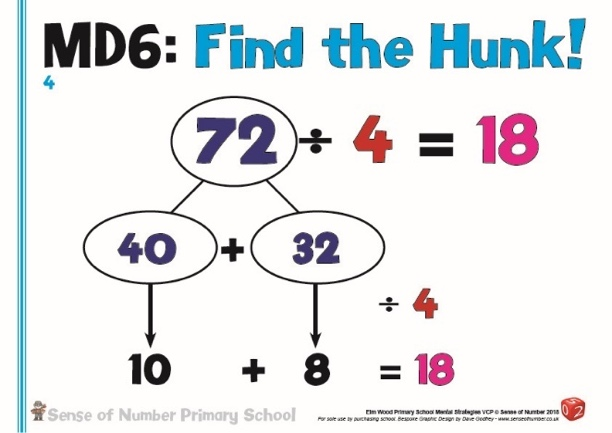 MD6: Find the Hunk!
4
72 ÷ 4 = 18
40 + 32
÷ 4
10 + 8 = 18
Sense of Number Primary School
Elm Wood Primary School Mental Strategies VCP © Sense of Number 2018
For sole use by purchasing school. Bespoke Graphic Design by Dave Godfrey - www.senseofnumber.co.uk